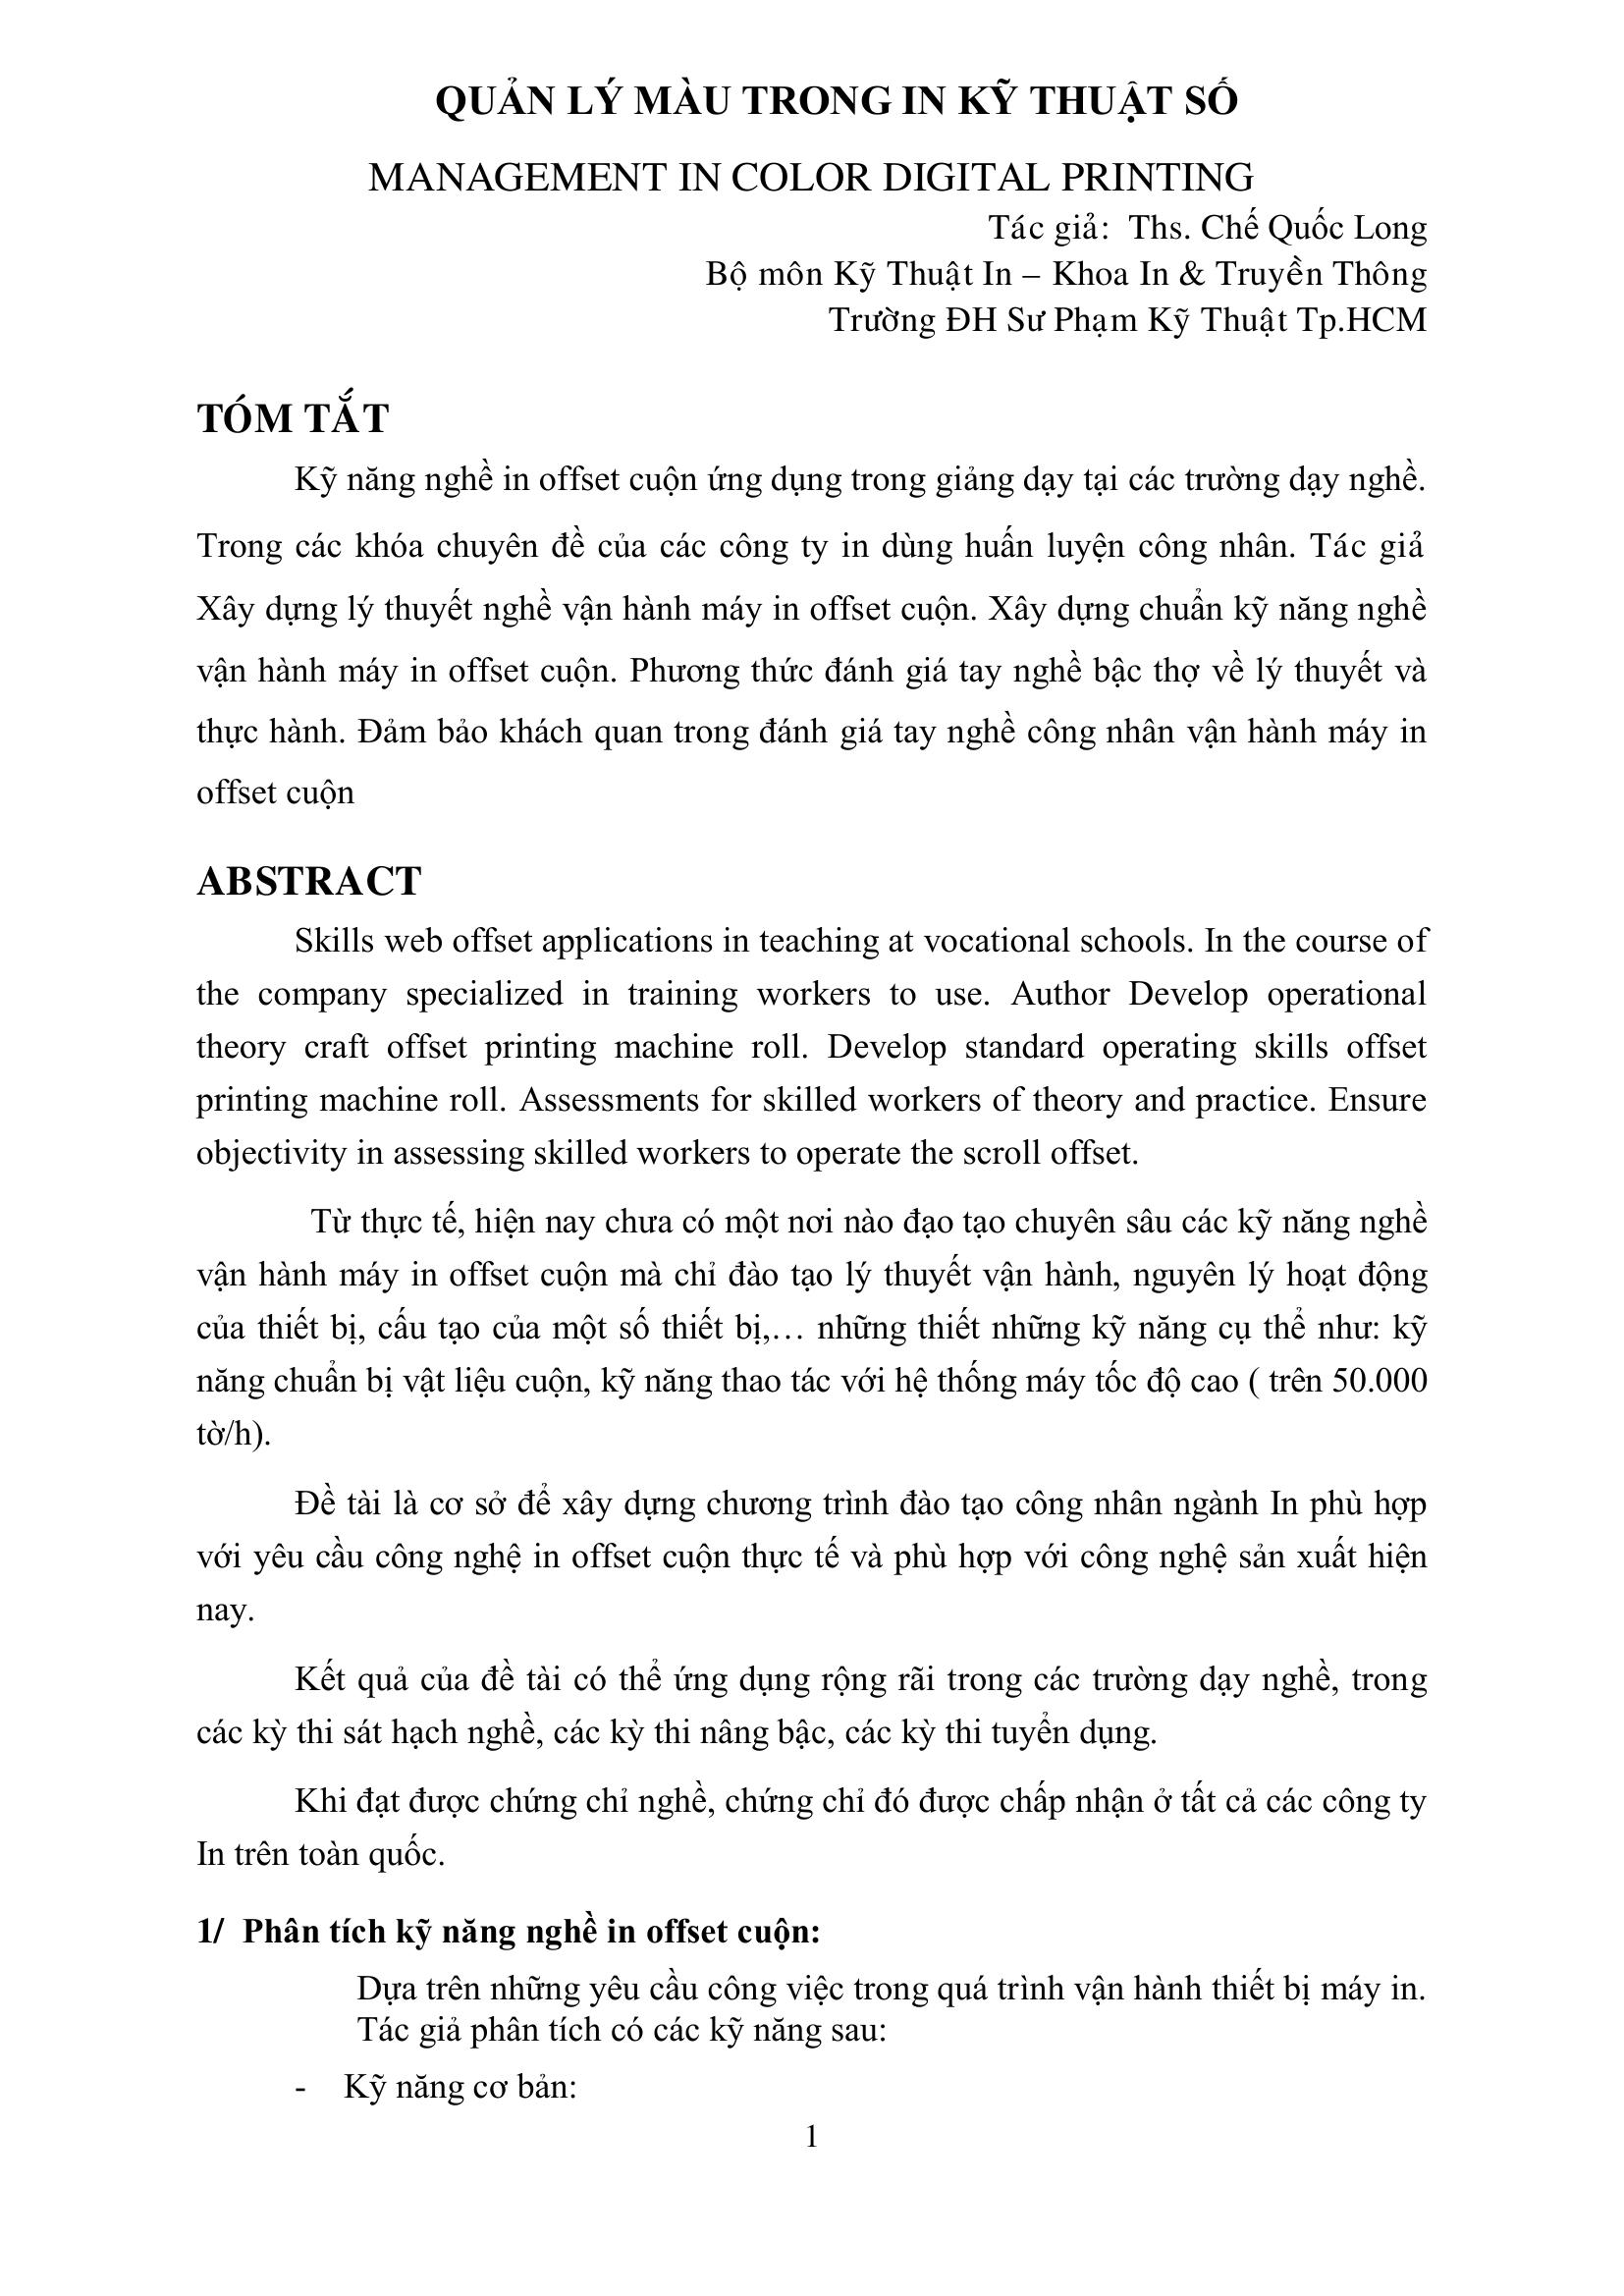 QUẢN LÝ MÀU TRONG IN KỸ THUẬT SỐ
MANAGEMENT IN COLOR DIGITAL PRINTING
Tác giả: Ths. Chế Quốc Long
Bộ môn Kỹ Thuật In – Khoa In & Truyền Thông
Trường ĐH Sư Phạm Kỹ Thuật Tp.HCM
TÓM TẮT
Kỹ năng nghề in offset cuộn ứng dụng trong giảng dạy tại các trường dạy nghề.
Trong các khóa chuyên đề của các công ty in dùng huấn luyện công nhân. Tác giả
Xây dựng lý thuyết nghề vận hành máy in offset cuộn. Xây dựng chuẩn kỹ năng nghề
vận hành máy in offset cuộn. Phương thức đánh giá tay nghề bậc thợ về lý thuyết và
thực hành. Đảm bảo khách quan trong đánh giá tay nghề công nhân vận hành máy in
offset cuộn
ABSTRACT
Skills web offset applications in teaching at vocational schools. In the course of
the company specialized in training workers to use. Author Develop operational
theory craft offset printing machine roll. Develop standard operating skills offset
printing machine roll. Assessments for skilled workers of theory and practice. Ensure
objectivity in assessing skilled workers to operate the scroll offset.
Từ thực tế, hiện nay chưa có một nơi nào đạo tạo chuyên sâu các kỹ năng nghề
vận hành máy in offset cuộn mà chỉ đào tạo lý thuyết vận hành, nguyên lý hoạt động
của thiết bị, cấu tạo của một số thiết bị,… những thiết những kỹ năng cụ thể như: kỹ
năng chuẩn bị vật liệu cuộn, kỹ năng thao tác với hệ thống máy tốc độ cao ( trên 50.000
tờ/h).
Đề tài là cơ sở để xây dựng chương trình đào tạo công nhân ngành In phù hợp
với yêu cầu công nghệ in offset cuộn thực tế và phù hợp với công nghệ sản xuất hiện
nay.
Kết quả của đề tài có thể ứng dụng rộng rãi trong các trường dạy nghề, trong
các kỳ thi sát hạch nghề, các kỳ thi nâng bậc, các kỳ thi tuyển dụng.
Khi đạt được chứng chỉ nghề, chứng chỉ đó được chấp nhận ở tất cả các công ty
In trên toàn quốc.
1/ Phân tích kỹ năng nghề in offset cuộn:
Dựa trên những yêu cầu công việc trong quá trình vận hành thiết bị máy in.
Tác giả phân tích có các kỹ năng sau:
- Kỹ năng cơ bản:
1